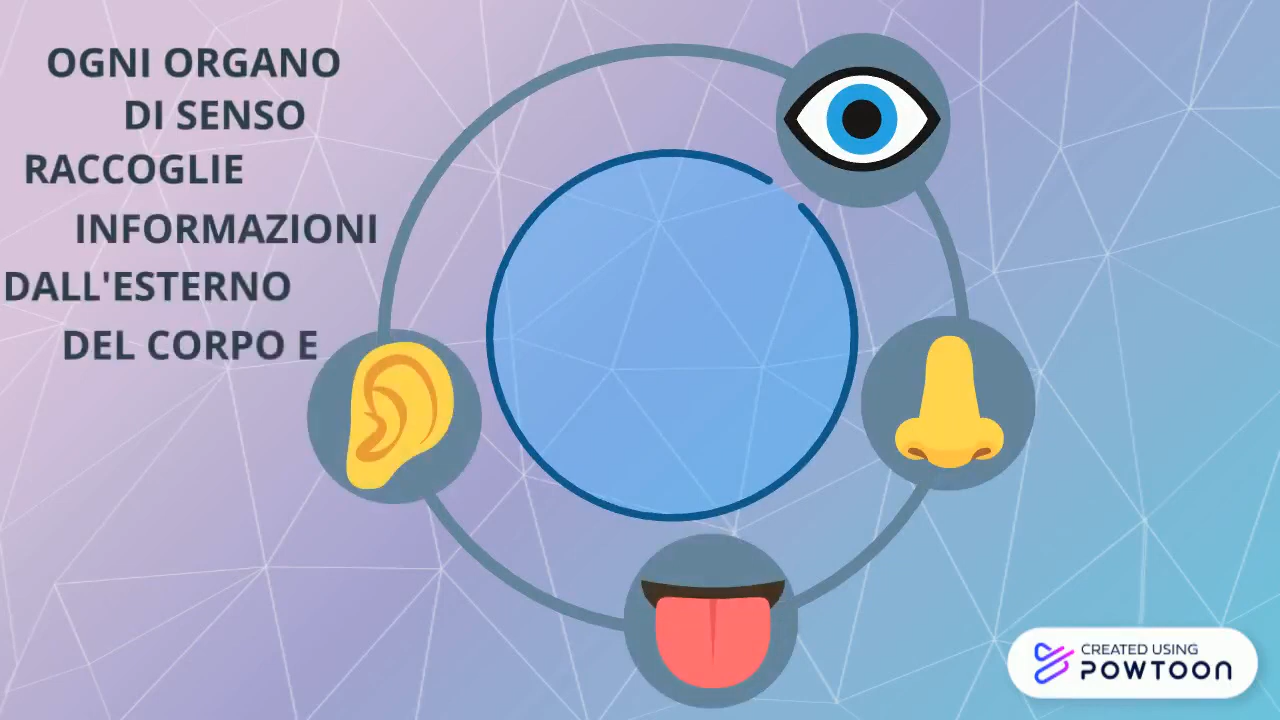 OGNI ORGANO
DI SENSO
RACCOGLIE
INFORMAZIONI
DALL'ESTERNO
DEL CORPO E
CREATED USING
POWTOON